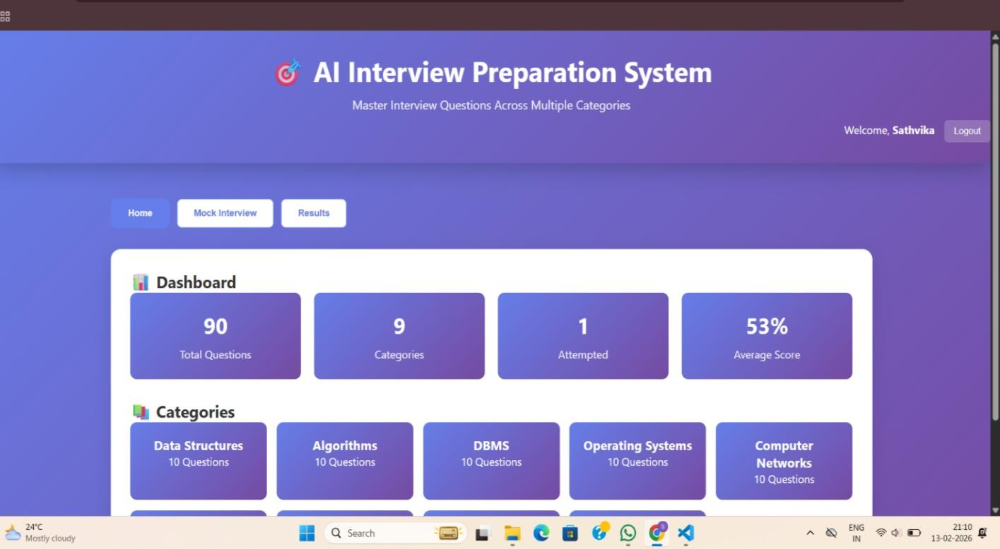 AI Interview Preparation System
Master Interview Questions Across Multiple Categories
Welcome, Sathvika
Logout
Home
Mock Interview
Results
Dashboard
90
Total Questions
9
Categories
1
Attempted
53%
Average Score
Categories
Data Structures
10 Questions
Algorithms
10 Questions
DBMS
10 Questions
Operating Systems
10 Questions
Computer
Networks
10 Questions
24°C
Mostly cloudy
Search
ENG
IN
21:10
13-02-2026